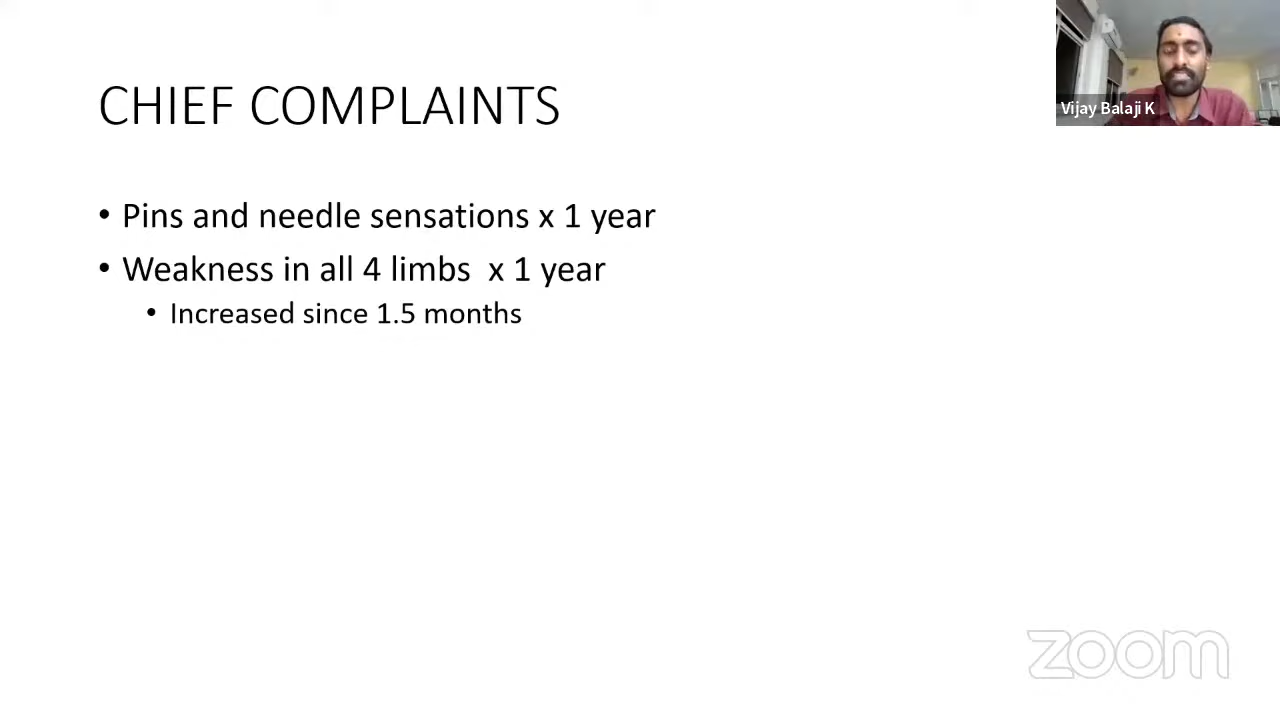 CHIEF COMPLAINTS
Vijay Balaji K
• Pins and needle sensations x 1 year
• Weakness in all 4 limbs  x 1 year
• Increased since 1.5 months
zoom